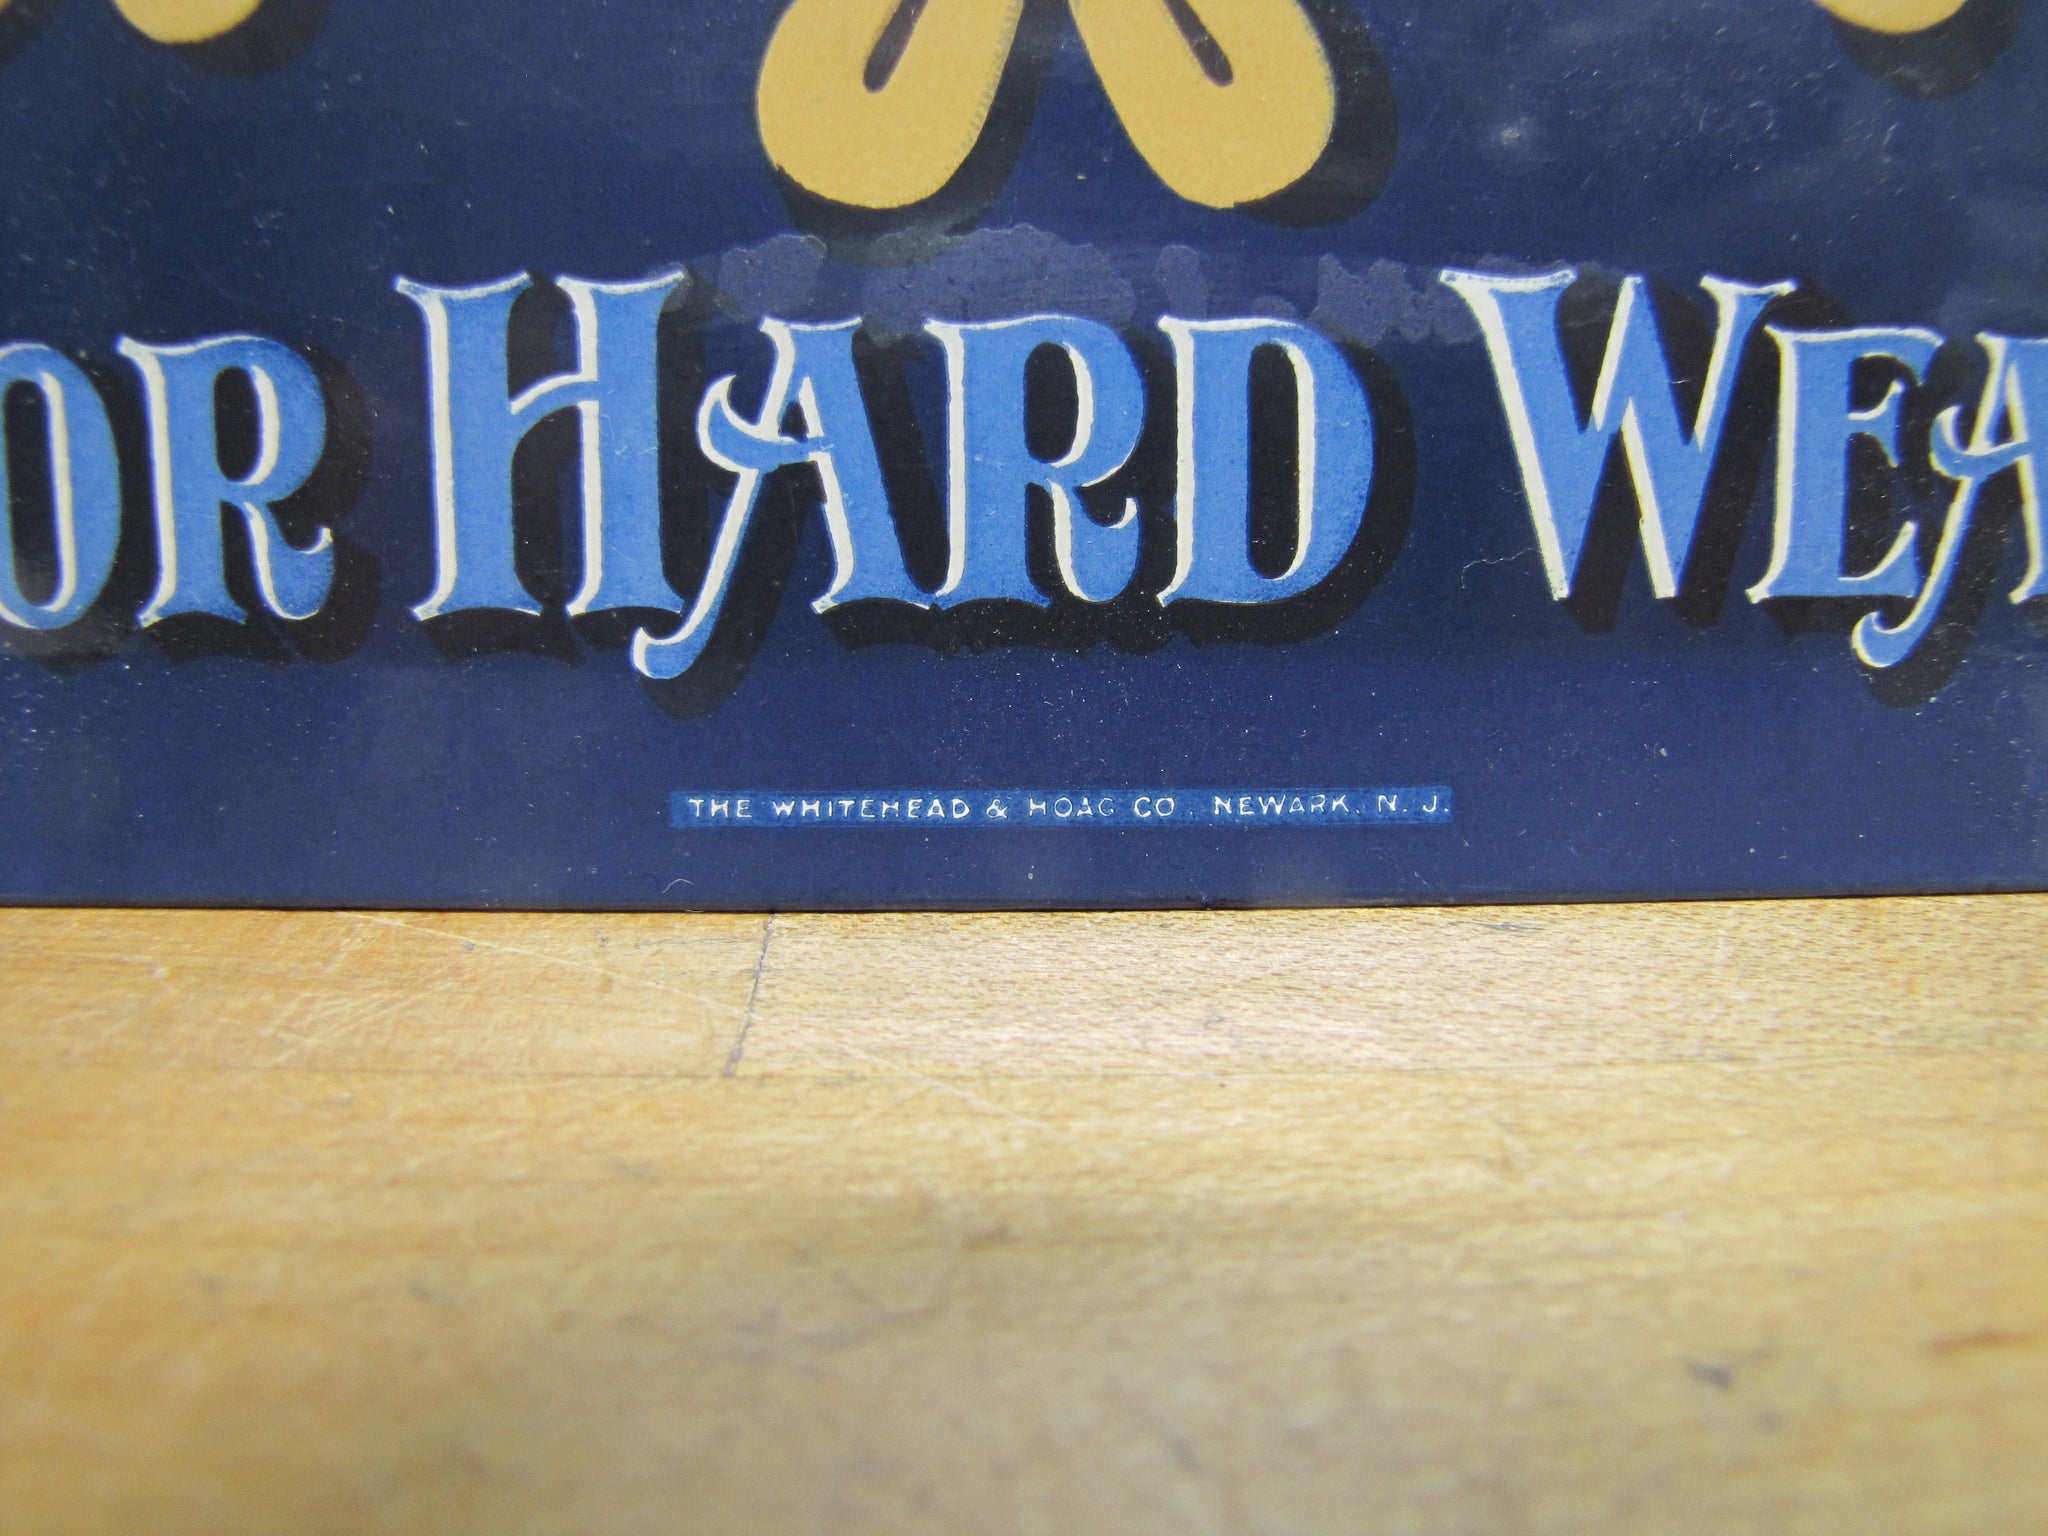 OR HARD WEA
THE WHITEHEAD & HOAG CO. NEWARK, N. J.